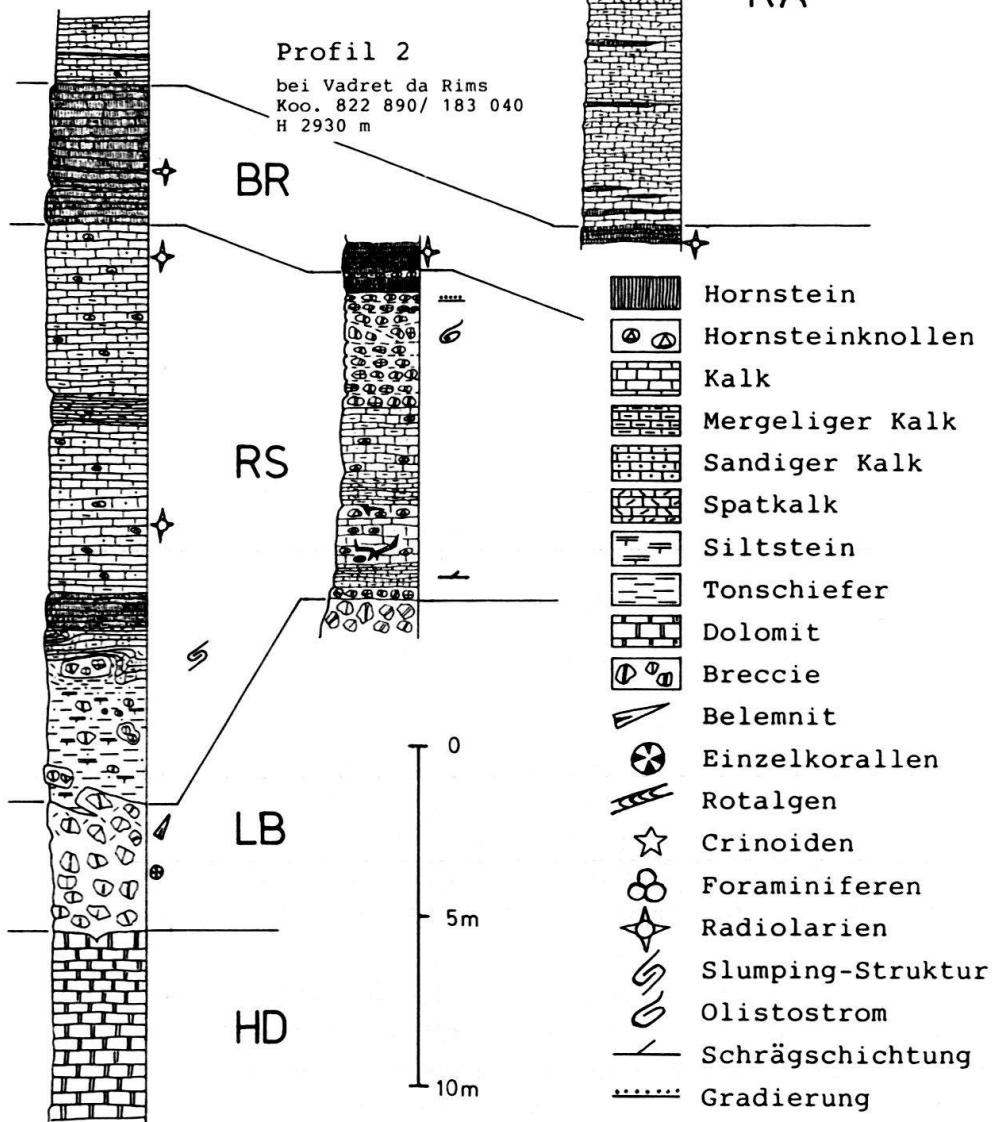 RA
Profil 2
bei Vadret da Rims
Koo. 822 890/ 183 040
H 2930 m
BR
RS
LB
HD
0
5m
10m
Hornstein
Hornsteinknollen
Kalk
Mergeliger Kalk
Sandiger Kalk
Spatkalk
Siltstein
Tonschiefer
Dolomit
Breccie
Belemnit
Einzelkorallen
Rotalgen
Crinoiden
Foraminiferen
Radiolarien
Slumping-Struktur
Olistostrom
Schrägschichtung
Gradierung